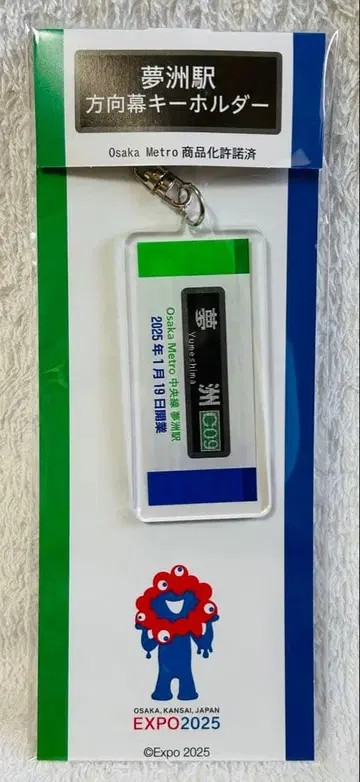 夢洲駅
方向幕キーホルダー
Osaka Metro 商品化許諾済
夢洲 C09
Yumeshima
Osaka Metro 中央線 夢洲駅
2025年1月19日開業
OSAKA, KANSAI, JAPAN
EXPO2025
©Expo 2025